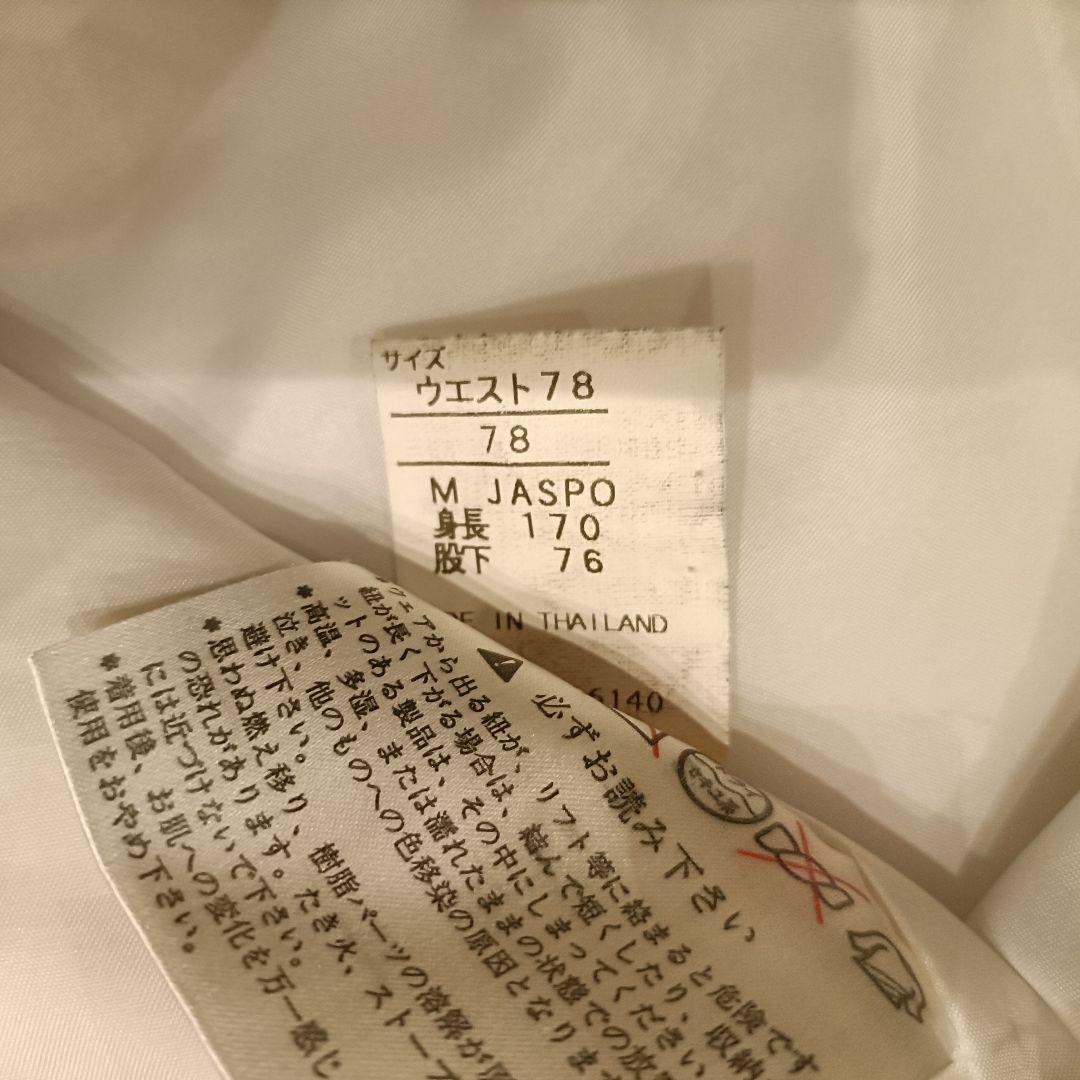 サイズ
ウエスト78
78
M JASPO
身長 170
股下 76
IN THAILAND
6140
必ずお読み下さい
ウェアから出る紐が、リフト等に絡まると危険です
紐が長く下がる場合は、結んで短くしたり、収納
ットのある製品は、その中にしまってください
*高温、多湿、または濡れたままの状態での放
泣き、他のものへの色移染の原因となりま
避け下さい。
*思わぬ燃え移り、樹脂パーツの溶解が
の恐れがあります。たき火、ストーブ
には近づけないで下さい。
*着用後、お肌への変化を万一感じ
使用をおやめ下さい。